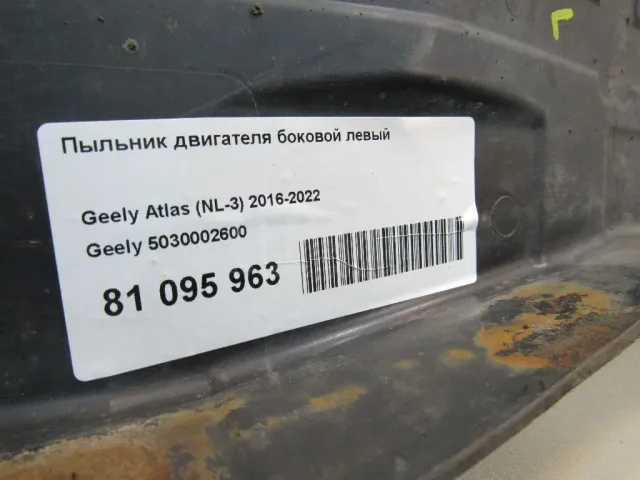 Пыльник двигателя боковой левый
Geely Atlas (NL-3) 2016-2022
Geely 5030002600
81 095 963